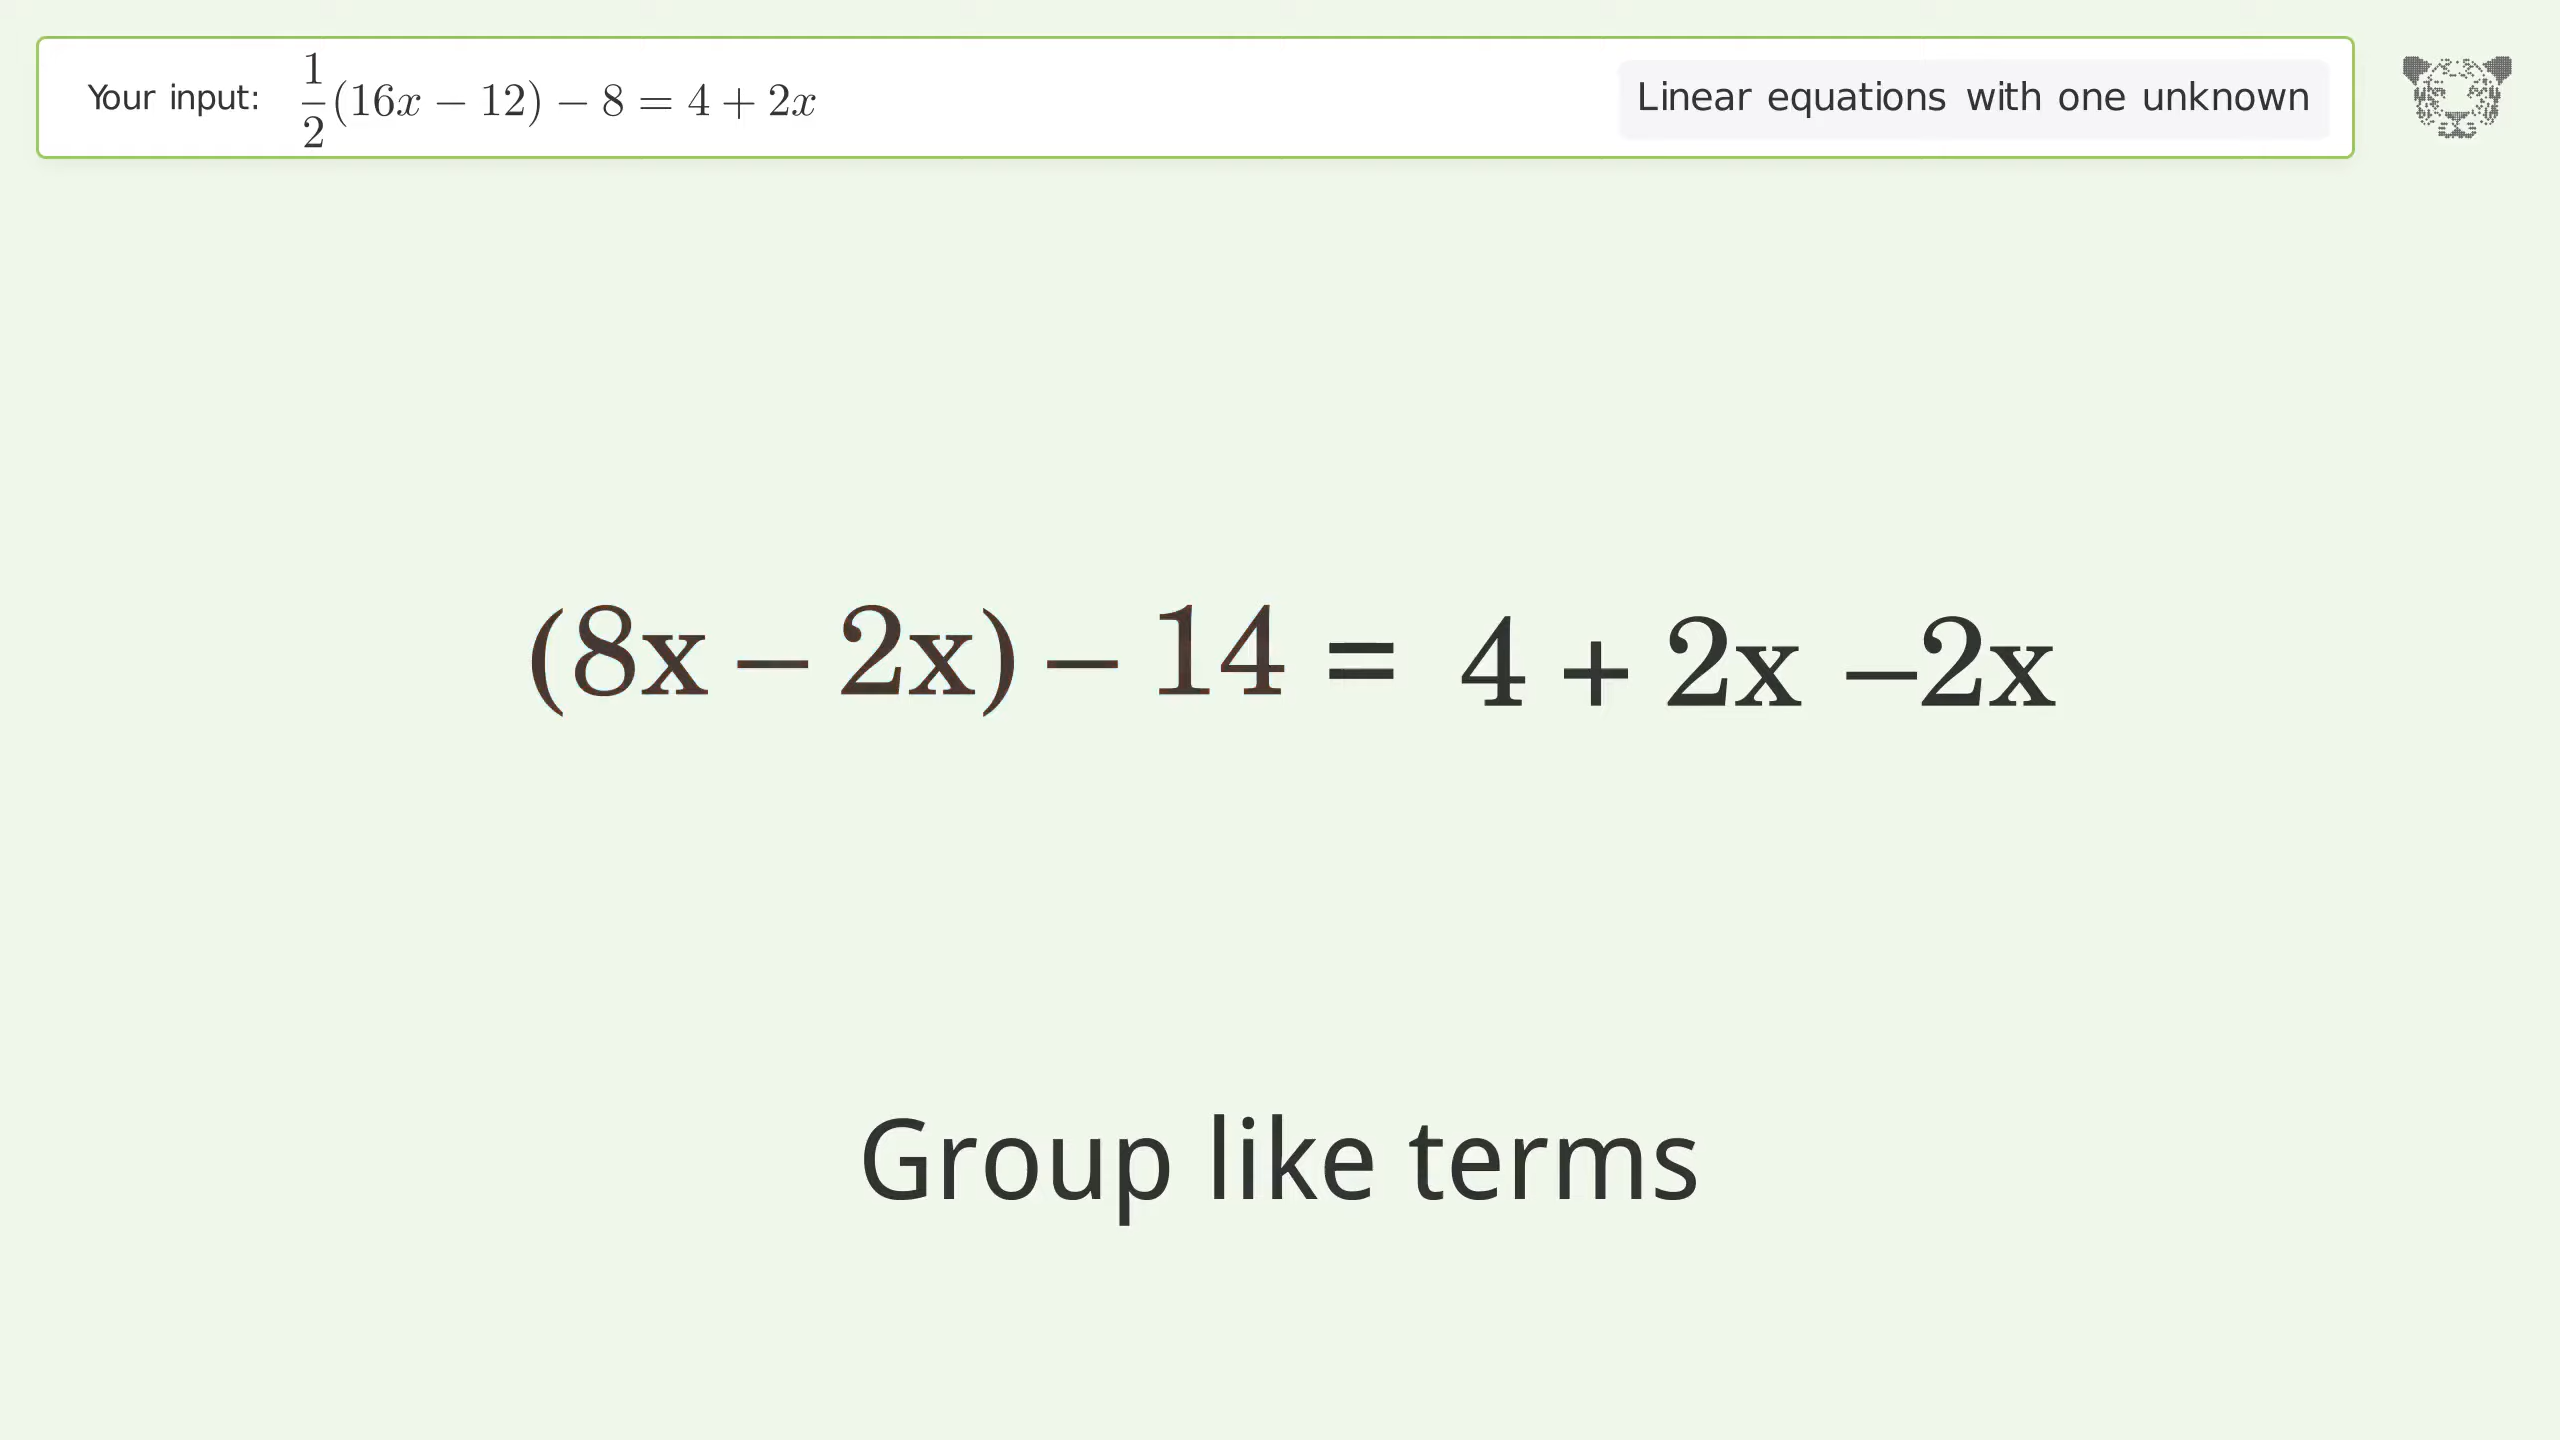 Your input: \frac{1}{2}(16x − 12) − 8 = 4 + 2x
Linear equations with one unknown
(8x − 2x) − 14 = 4 + 2x −2x
Group like terms